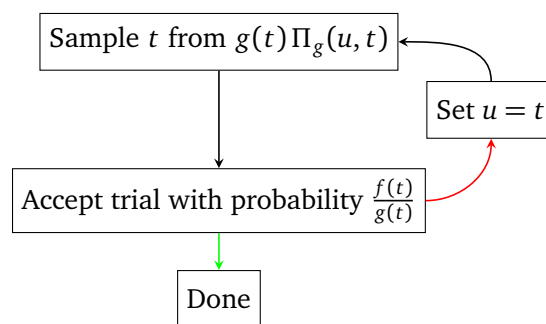 Sample t from g(t) Π_g(u, t)
Set u = t
Accept trial with probability f(t)/g(t)
Done